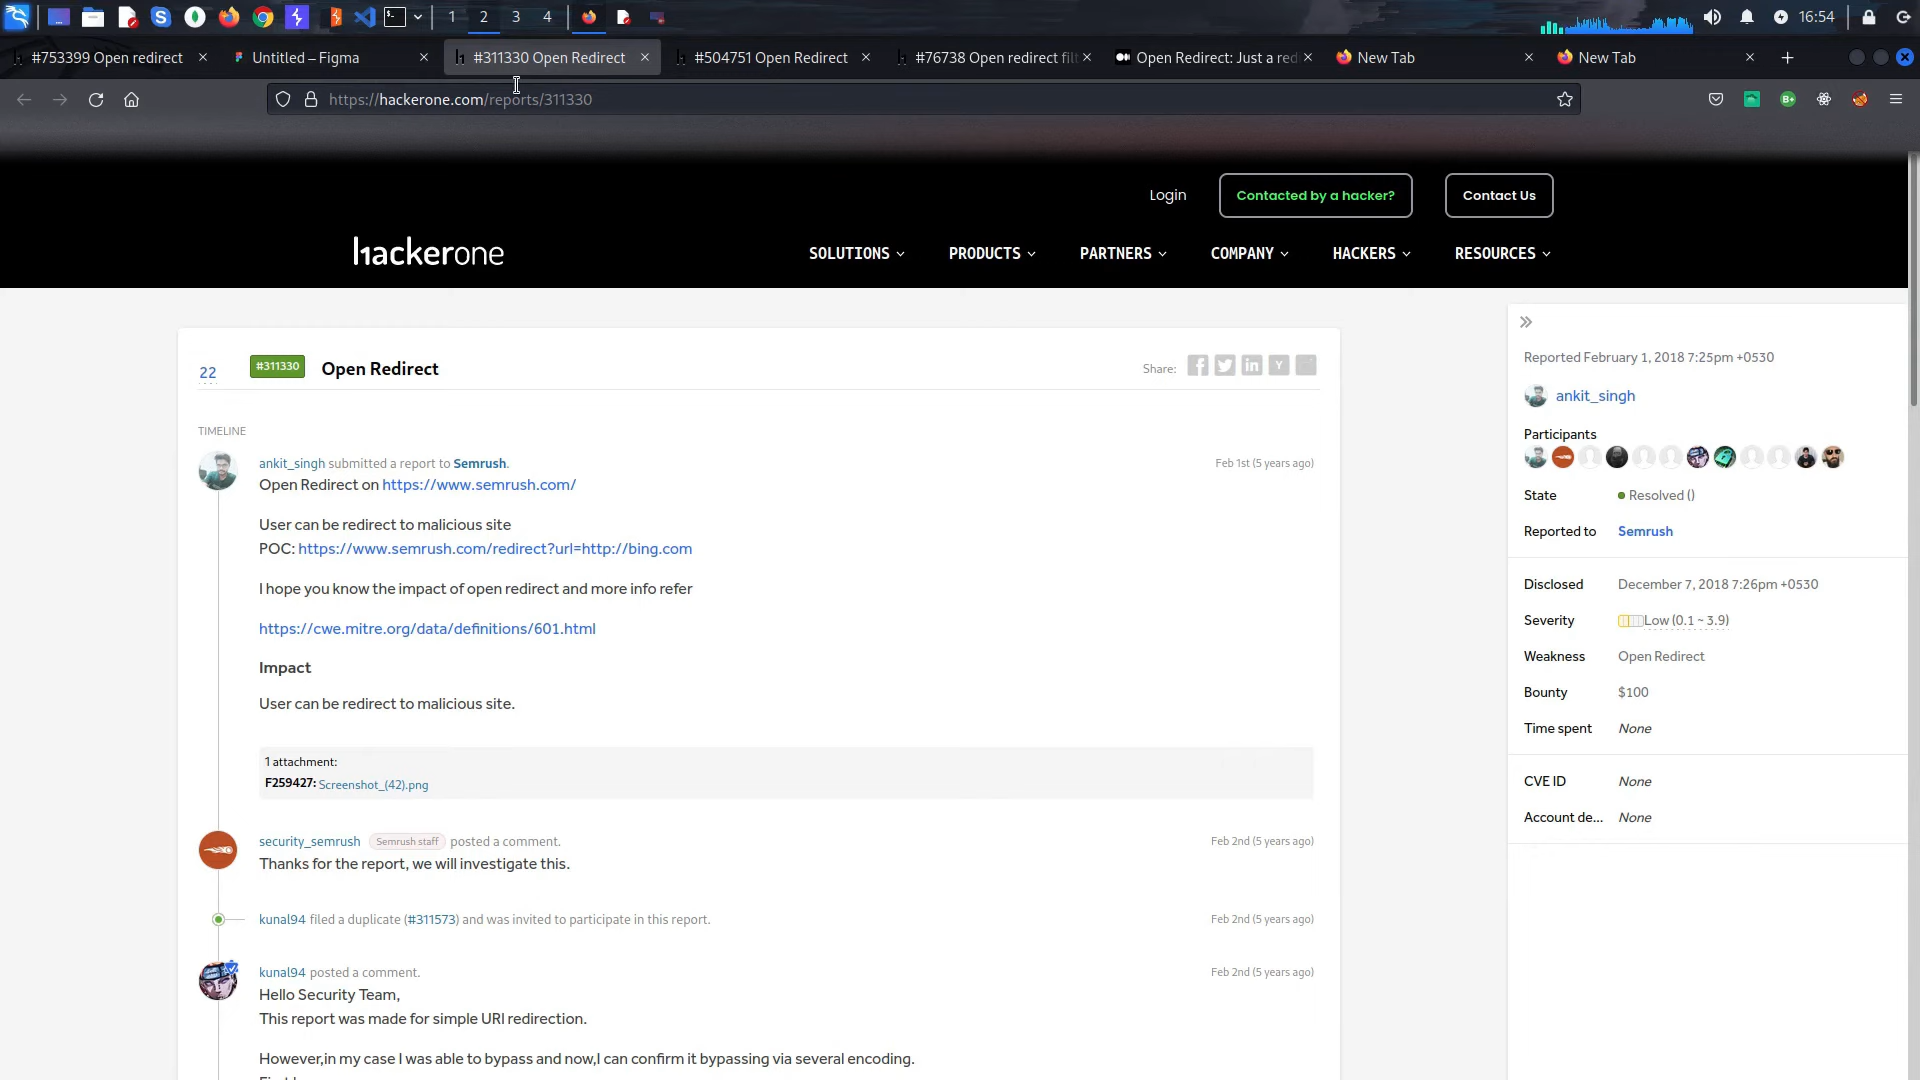 1 2 3 4 16:54
#753399 Open redirect
Untitled – Figma
#311330 Open Redirect
#504751 Open Redirect
#76738 Open redirect filt
Open Redirect: Just a red
New Tab
New Tab
https://hackerone.com/reports/311330
Login
Contacted by a hacker?
Contact Us
hackerone
SOLUTIONS
PRODUCTS
PARTNERS
COMPANY
HACKERS
RESOURCES
22
#311330
Open Redirect
Share:
TIMELINE
ankit_singh submitted a report to Semrush.
Feb 1st (5 years ago)
Open Redirect on https://www.semrush.com/
User can be redirect to malicious site
POC: https://www.semrush.com/redirect?url=http://bing.com
I hope you know the impact of open redirect and more info refer
https://cwe.mitre.org/data/definitions/601.html
Impact
User can be redirect to malicious site.
1 attachment:
F259427: Screenshot_(42).png
security_semrush Semrush staff posted a comment.
Feb 2nd (5 years ago)
Thanks for the report, we will investigate this.
kunal94 filed a duplicate (#311573) and was invited to participate in this report.
Feb 2nd (5 years ago)
kunal94 posted a comment.
Feb 2nd (5 years ago)
Hello Security Team,
This report was made for simple URl redirection.
However,in my case I was able to bypass and now,I can confirm it bypassing via several encoding.
Reported February 1, 2018 7:25pm +0530
ankit_singh
Participants
State Resolved ()
Reported to Semrush
Disclosed December 7, 2018 7:26pm +0530
Severity Low (0.1 ~ 3.9)
Weakness Open Redirect
Bounty $100
Time spent None
CVE ID None
Account de... None